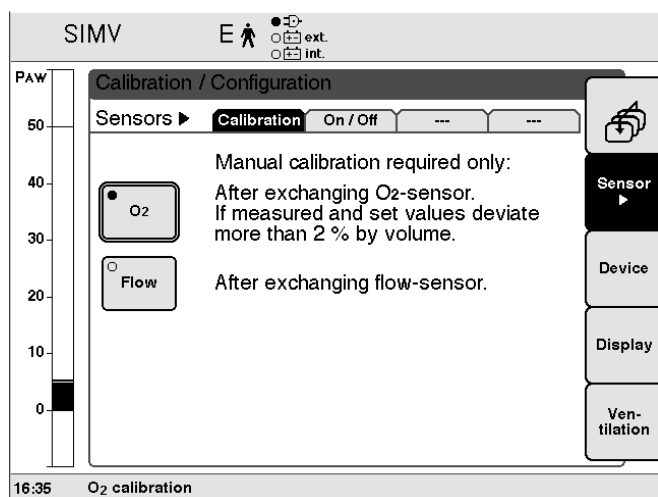 SIMV E ext.
int.
PAW
Calibration / Configuration
Sensors ▶ Calibration On / Off --- ---
50
Manual calibration required only:
40
After exchanging O2-sensor.
O2
If measured and set values deviate
more than 2 % by volume.
Sensor
▶
30
Flow
After exchanging flow-sensor.
Device
20
10
Display
0
Ven-
tilation
16:35 O2 calibration